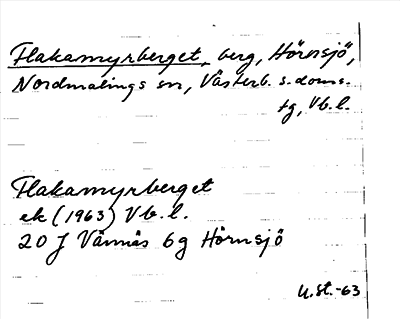 Flakamyrberget, berg, Hörnsjö,
Nordmalings sn, Västerb. s. doms.
tg, Vb. l.
Flakamyrberget
ek (1963) Vb. l.
20 J Vännäs 6g Hörnsjö
U.St.-63